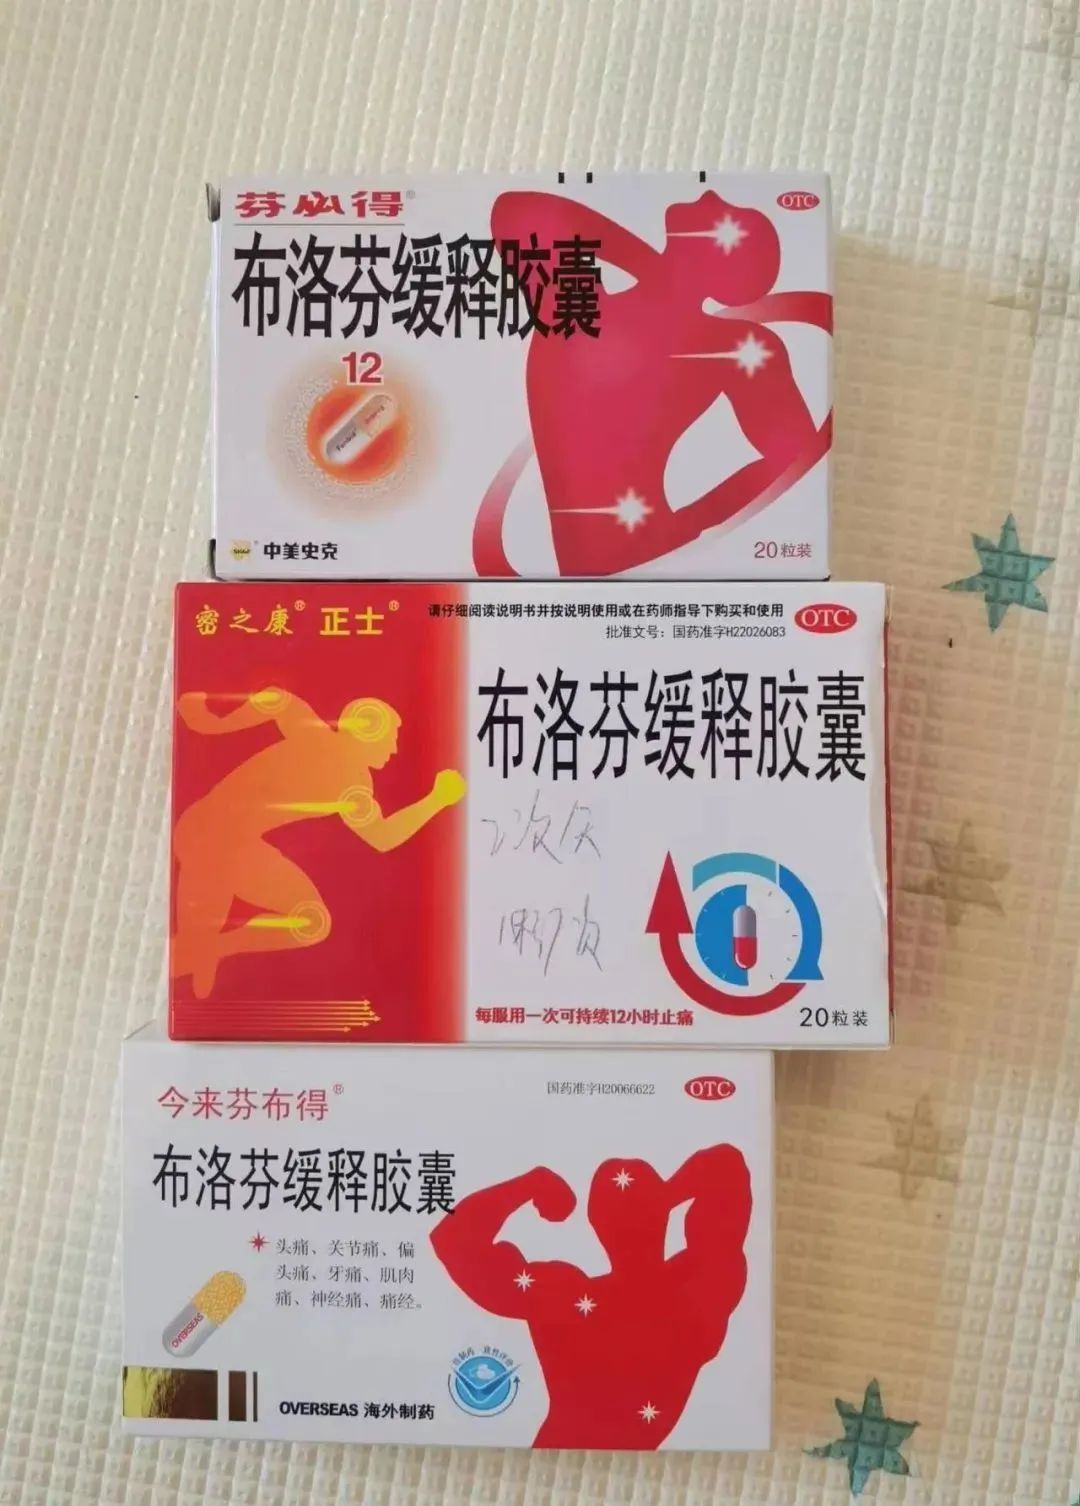 芬必得®
OTC
布洛芬缓释胶囊
12
中美史克
20粒装
密之康® 正士®
请仔细阅读说明书并按说明使用或在药师指导下购买和使用
批准文号：国药准字H22026083
OTC
布洛芬缓释胶囊
2次/天
1粒/次
每服用一次可持续12小时止痛
20粒装
今来芬布得®
国药准字H20066622
OTC
布洛芬缓释胶囊
头痛、关节痛、偏
头痛、牙痛、肌肉
痛、神经痛、痛经。
OVERSEAS
OVERSEAS 海外制药